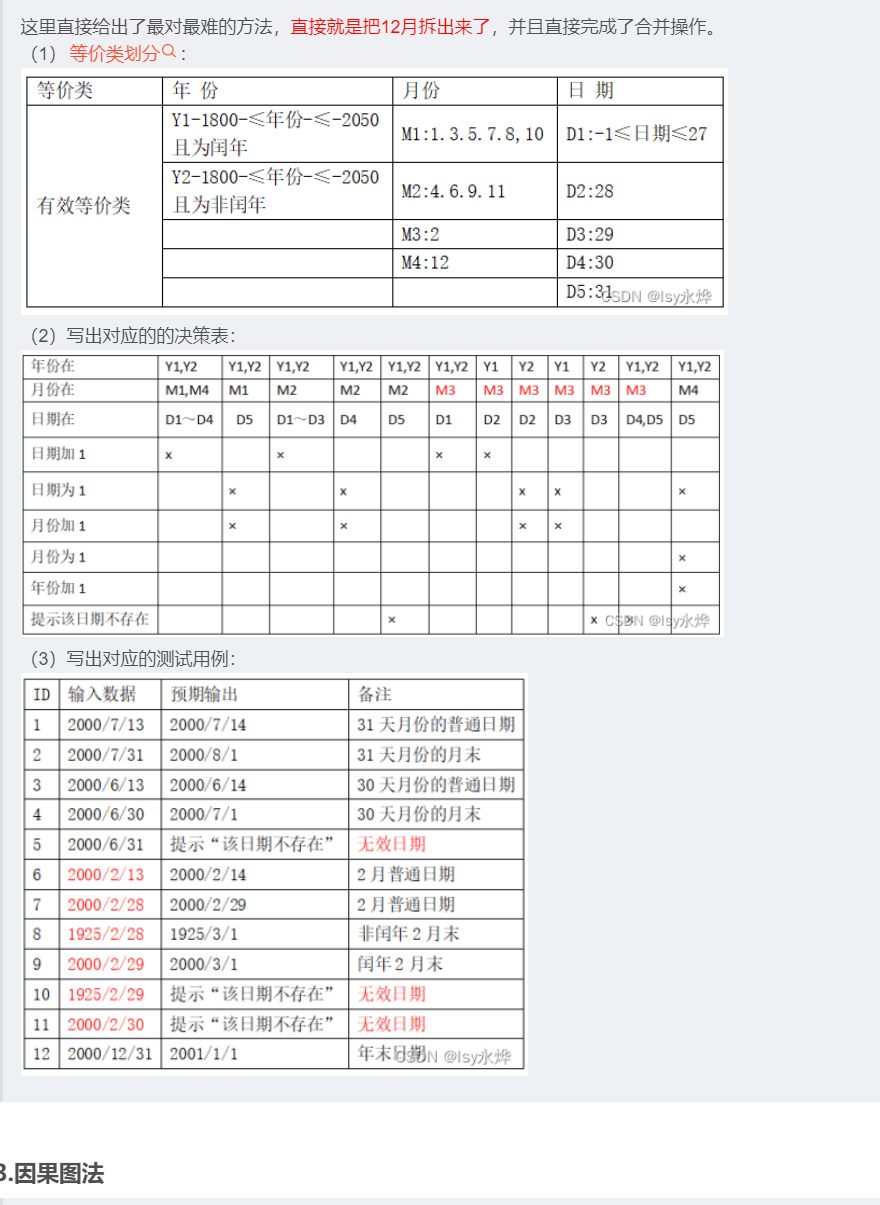 这里直接给出了最对最难的方法，直接就是把12月拆出来了，并且直接完成了合并操作。
（1）等价类划分：
等价类 年 份 月份 日 期
有效等价类 Y1-1800-≤年份-≤-2050 且为闰年 M1:1.3.5.7.8,10 D1:-1≤日期≤27
Y2-1800-≤年份-≤-2050 且为非闰年 M2:4.6.9.11 D2:28
M3:2 D3:29
M4:12 D4:30
D5:31
CSDN @lsy永烨
（2）写出对应的的决策表：
年份在 Y1,Y2 Y1,Y2 Y1,Y2 Y1,Y2 Y1,Y2 Y1,Y2 Y1 Y2 Y1 Y2 Y1,Y2 Y1,Y2
月份在 M1,M4 M1 M2 M2 M2 M3 M3 M3 M3 M3 M3 M4
日期在 D1～D4 D5 D1～D3 D4 D5 D1 D2 D2 D3 D3 D4,D5 D5
日期加 1 x x x x
日期为 1 x x x x x
月份加 1 x x x x
月份为 1 x
年份加 1 x
提示该日期不存在 x x x
CSDN @lsy永烨
（3）写出对应的测试用例：
ID 输入数据 预期输出 备注
1 2000/7/13 2000/7/14 31 天月份的普通日期
2 2000/7/31 2000/8/1 31 天月份的月末
3 2000/6/13 2000/6/14 30 天月份的普通日期
4 2000/6/30 2000/7/1 30 天月份的月末
5 2000/6/31 提示“该日期不存在” 无效日期
6 2000/2/13 2000/2/14 2 月普通日期
7 2000/2/28 2000/2/29 2 月普通日期
8 1925/2/28 1925/3/1 非闰年 2 月末
9 2000/2/29 2000/3/1 闰年 2 月末
10 1925/2/29 提示“该日期不存在” 无效日期
11 2000/2/30 提示“该日期不存在” 无效日期
12 2000/12/31 2001/1/1 年末日期
CSDN @lsy永烨
3.因果图法